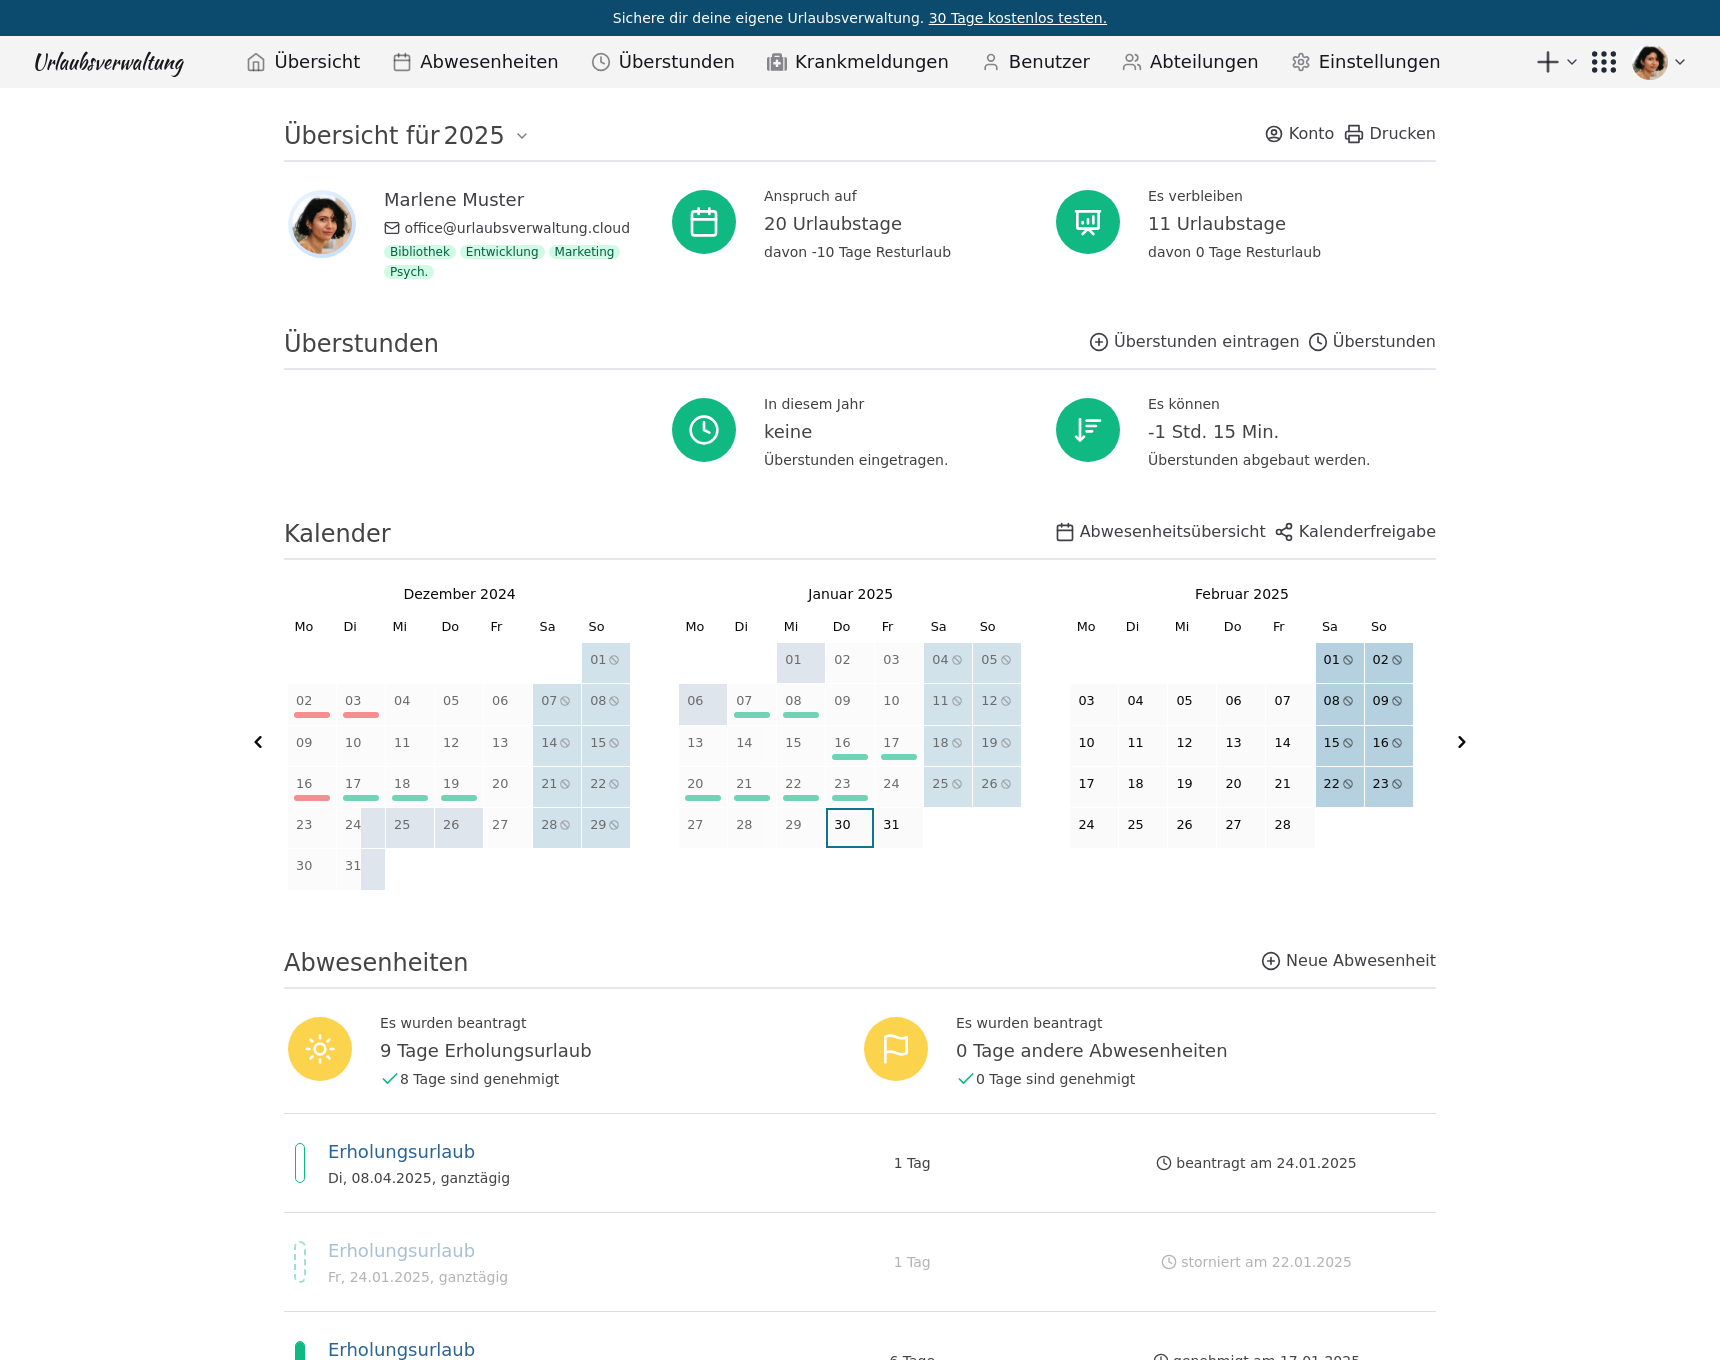 Sichere dir deine eigene Urlaubsverwaltung. 30 Tage kostenlos testen.
Urlaubsverwaltung Übersicht Abwesenheiten Überstunden Krankmeldungen Benutzer Abteilungen Einstellungen
Übersicht für 2025 Konto Drucken
Marlene Muster
office@urlaubsverwaltung.cloud
Bibliothek Entwicklung Marketing
Psych.
Anspruch auf
20 Urlaubstage
davon -10 Tage Resturlaub
Es verbleiben
11 Urlaubstage
davon 0 Tage Resturlaub
Überstunden Überstunden eintragen Überstunden
In diesem Jahr
keine
Überstunden eingetragen.
Es können
-1 Std. 15 Min.
Überstunden abgebaut werden.
Kalender Abwesenheitsübersicht Kalenderfreigabe
Dezember 2024
Mo Di Mi Do Fr Sa So
01
02 03 04 05 06 07 08
09 10 11 12 13 14 15
16 17 18 19 20 21 22
23 24 25 26 27 28 29
30 31
Januar 2025
Mo Di Mi Do Fr Sa So
01 02 03 04 05
06 07 08 09 10 11 12
13 14 15 16 17 18 19
20 21 22 23 24 25 26
27 28 29 30 31
Februar 2025
Mo Di Mi Do Fr Sa So
01 02
03 04 05 06 07 08 09
10 11 12 13 14 15 16
17 18 19 20 21 22 23
24 25 26 27 28
Abwesenheiten Neue Abwesenheit
Es wurden beantragt
9 Tage Erholungsurlaub
8 Tage sind genehmigt
Es wurden beantragt
0 Tage andere Abwesenheiten
0 Tage sind genehmigt
Erholungsurlaub
Di, 08.04.2025, ganztägig
1 Tag
beantragt am 24.01.2025
Erholungsurlaub
Fr, 24.01.2025, ganztägig
1 Tag
storniert am 22.01.2025
Erholungsurlaub
6 Tage
genehmigt am 17.01.2025